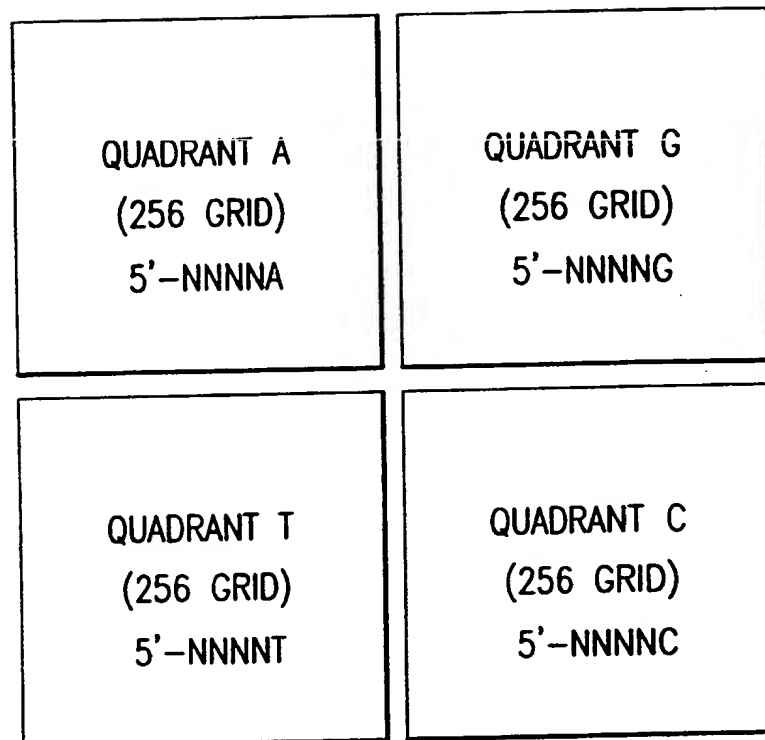 QUADRANT A
(256 GRID)
5'-NNNNA
QUADRANT G
(256 GRID)
5'-NNNNG
QUADRANT T
(256 GRID)
5'-NNNNT
QUADRANT C
(256 GRID)
5'-NNNNC